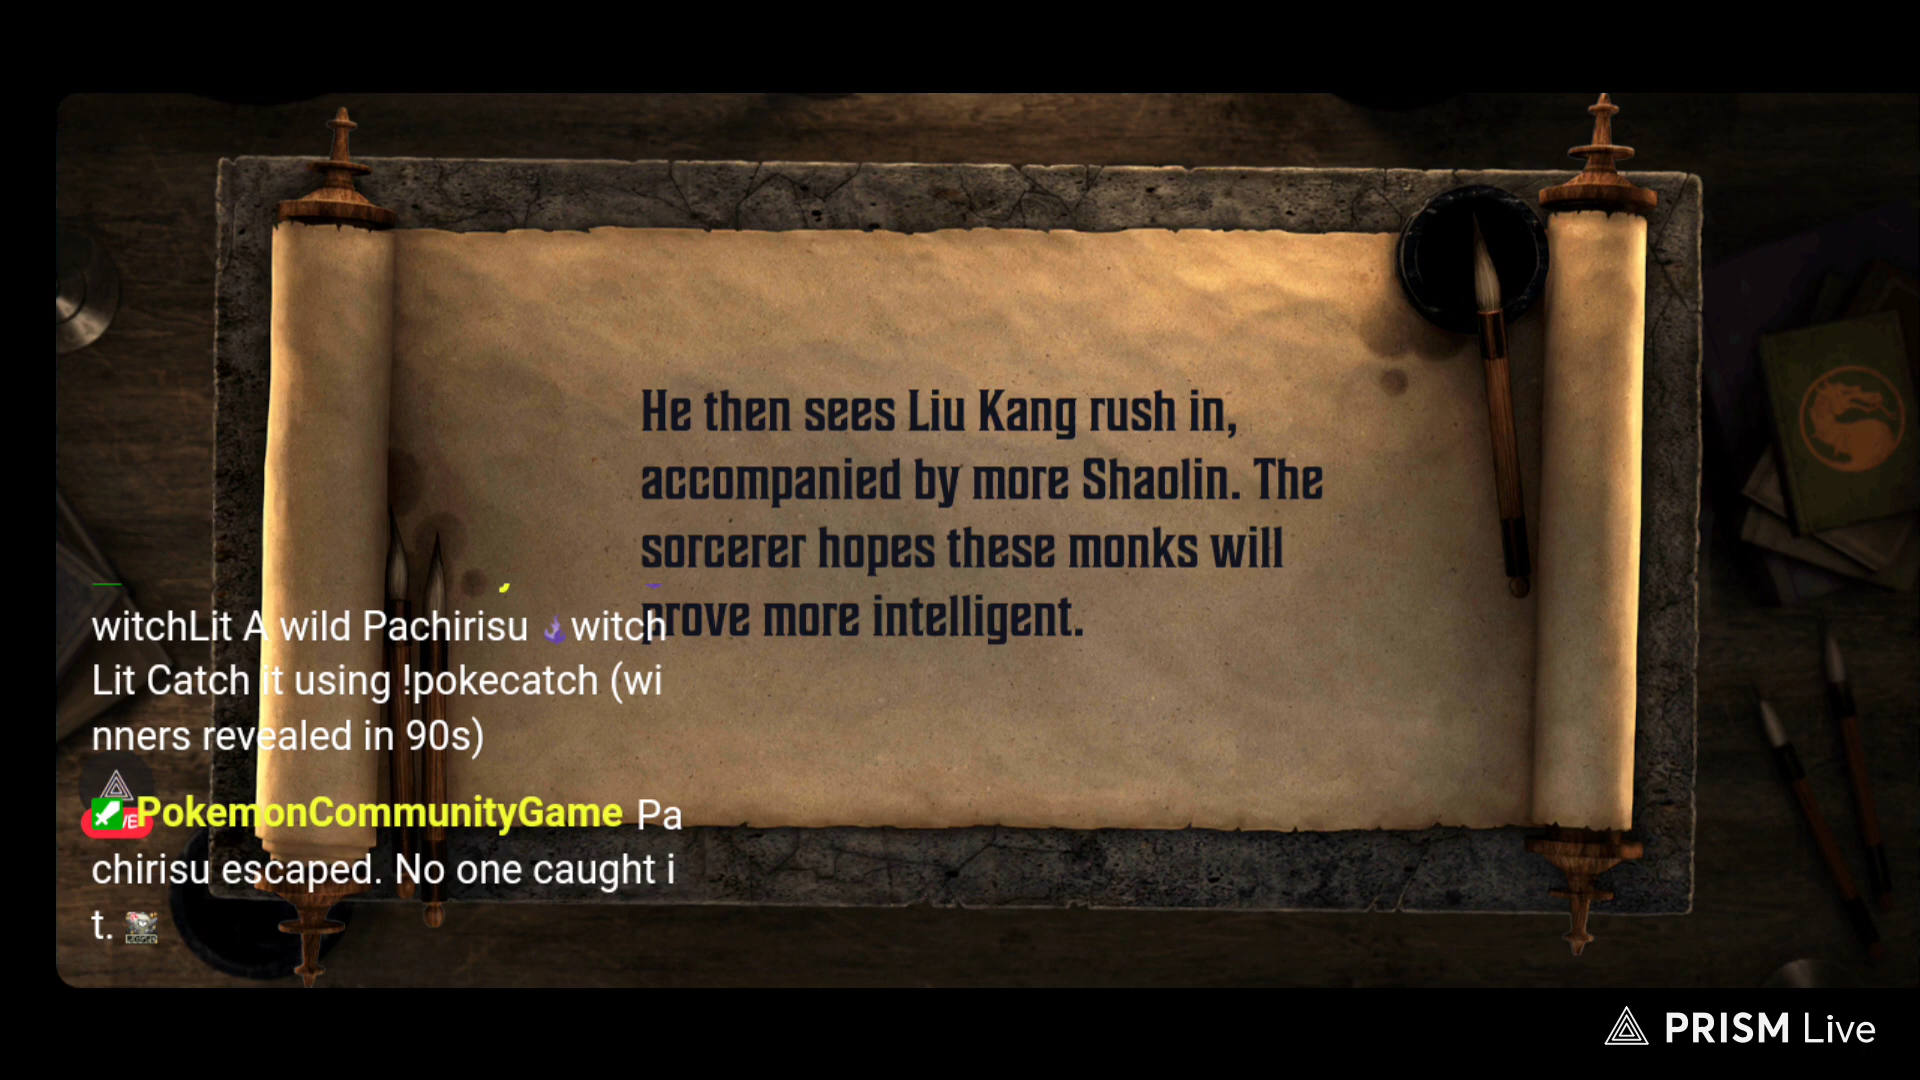 He then sees Liu Kang rush in,
accompanied by more Shaolin. The
sorcerer hopes these monks will
prove more intelligent.
witchLit A wild Pachirisu witch
Lit Catch it using !pokecatch (wi
nners revealed in 90s)
PokemonCommunityGame Pa
chirisu escaped. No one caught i
t.
PRISM Live